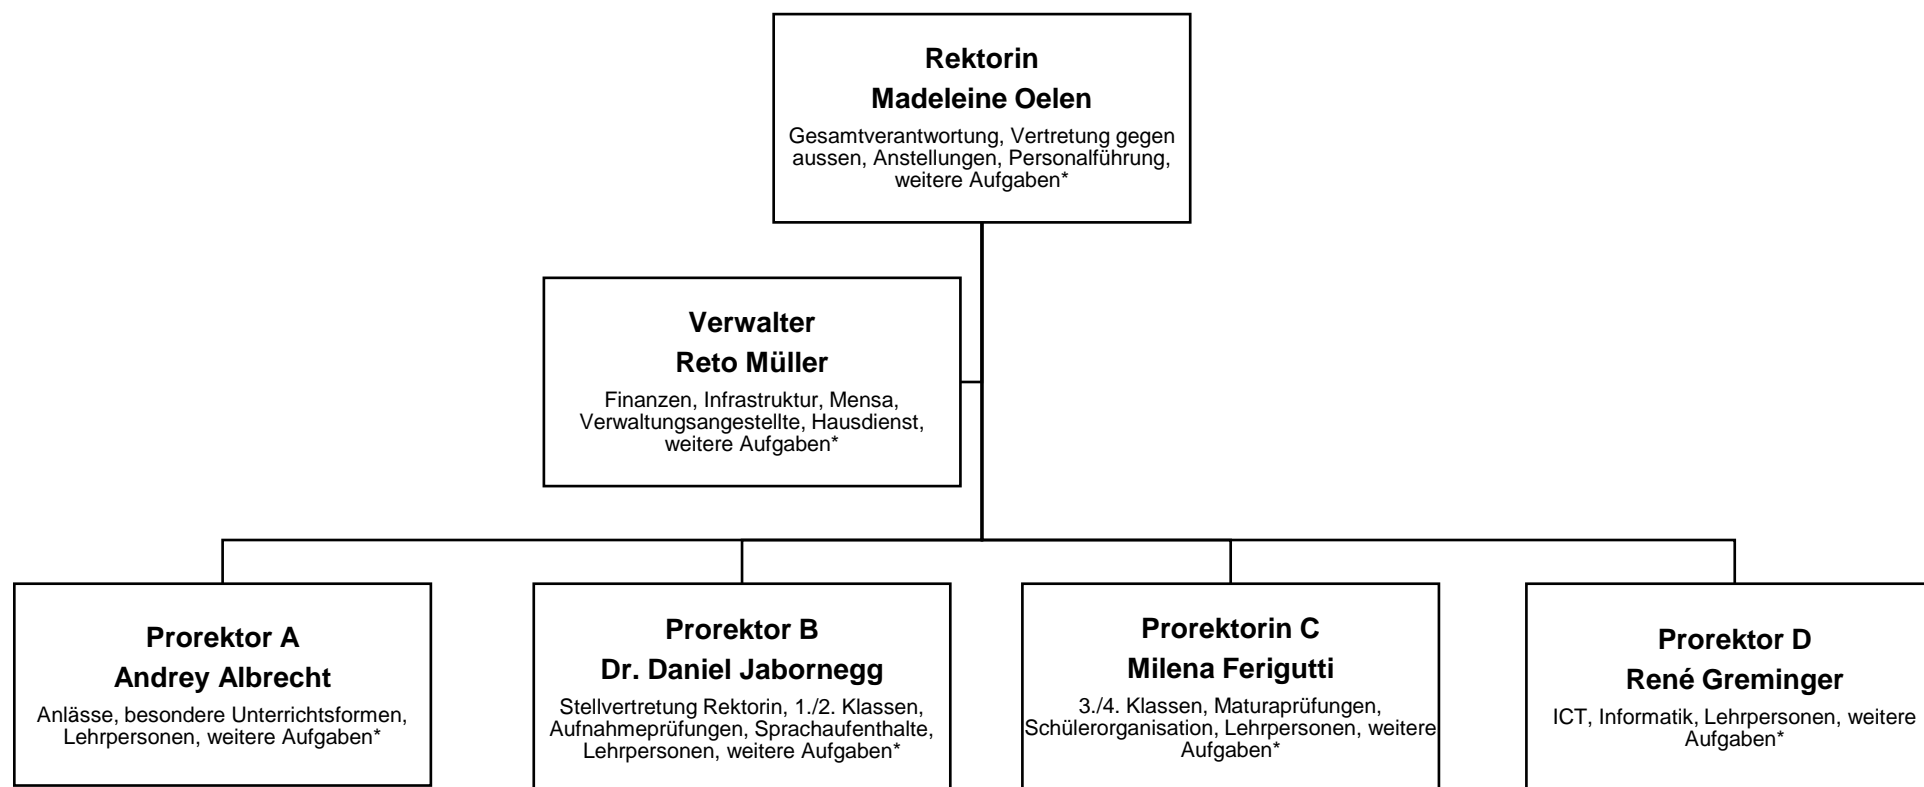 Rektorin
Madeleine Oelen
Gesamtverantwortung, Vertretung gegen
aussen, Anstellungen, Personalführung,
weitere Aufgaben*
Verwalter
Reto Müller
Finanzen, Infrastruktur, Mensa,
Verwaltungsangestellte, Hausdienst,
weitere Aufgaben*
Prorektor A
Andrey Albrecht
Anlässe, besondere Unterrichtsformen,
Lehrpersonen, weitere Aufgaben*
Prorektor B
Dr. Daniel Jabornegg
Stellvertretung Rektorin, 1./2. Klassen,
Aufnahmeprüfungen, Sprachaufenthalte,
Lehrpersonen, weitere Aufgaben*
Prorektorin C
Milena Ferigutti
3./4. Klassen, Maturaprüfungen,
Schülerorganisation, Lehrpersonen, weitere
Aufgaben*
Prorektor D
René Greminger
ICT, Informatik, Lehrpersonen, weitere
Aufgaben*